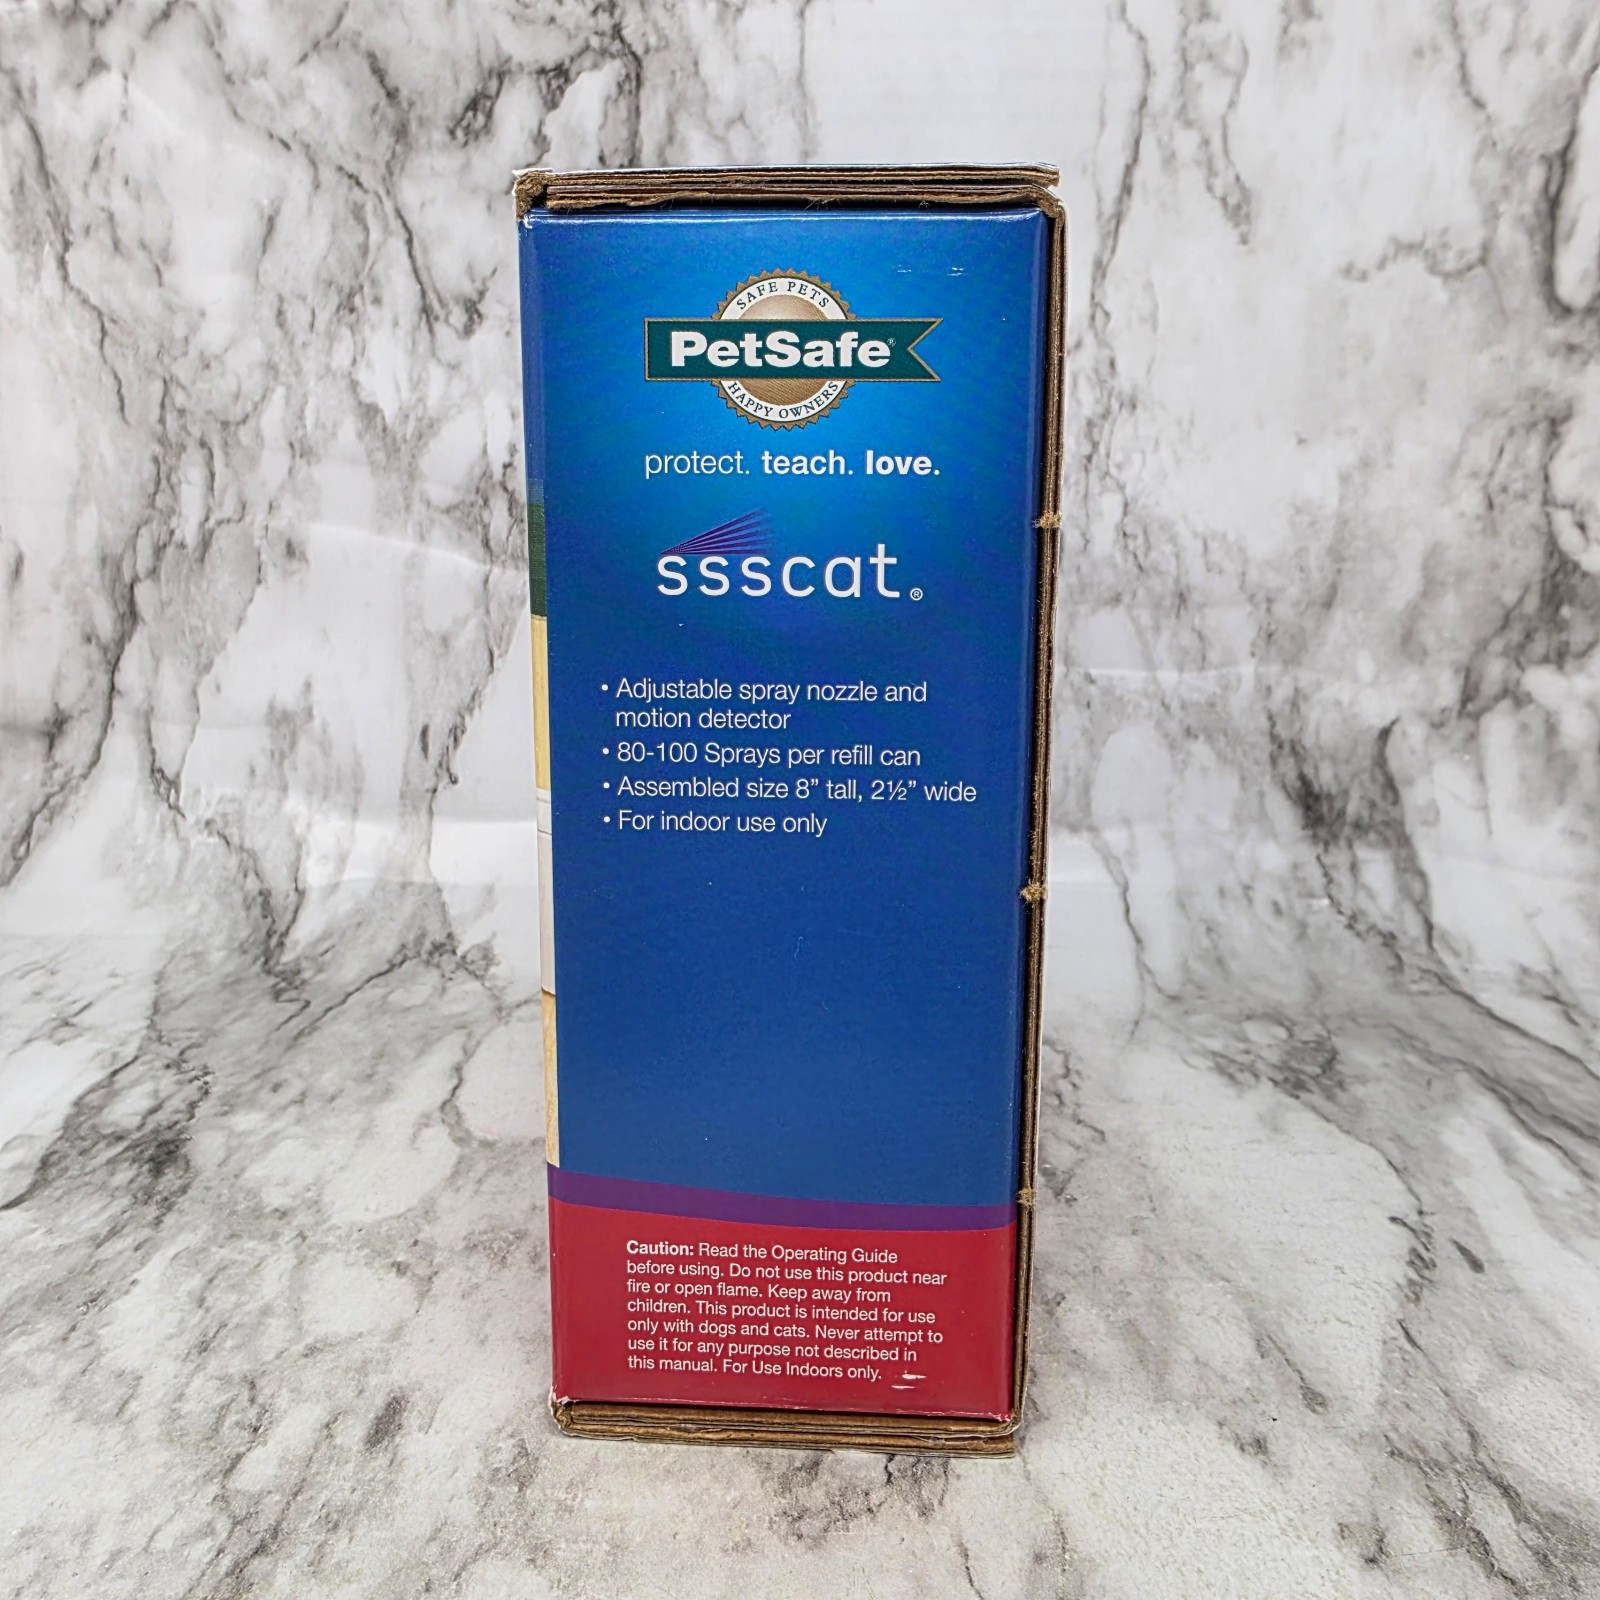 SAFE PETS
PetSafe®
HAPPY OWNERS
protect. teach. love.
ssscat®
• Adjustable spray nozzle and
motion detector
• 80-100 Sprays per refill can
• Assembled size 8” tall, 2½” wide
• For indoor use only
Caution: Read the Operating Guide
before using. Do not use this product near
fire or open flame. Keep away from
children. This product is intended for use
only with dogs and cats. Never attempt to
use it for any purpose not described in
this manual. For Use Indoors only.